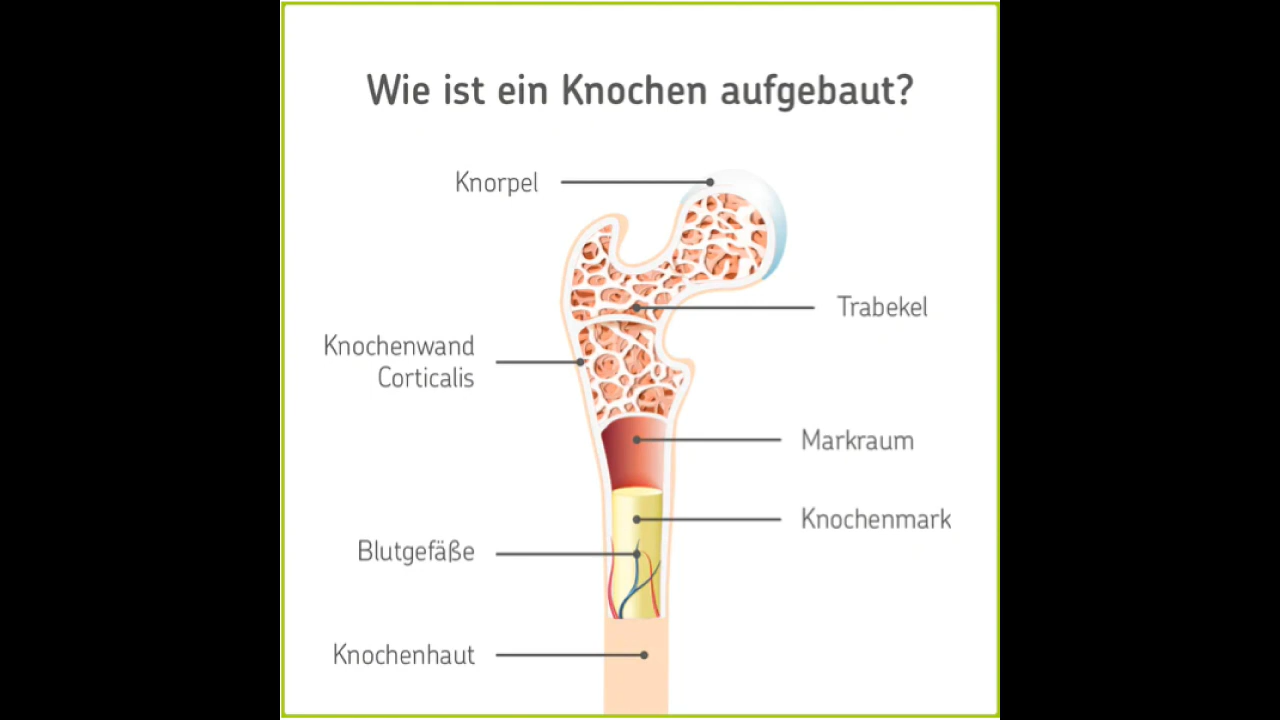 Wie ist ein Knochen aufgebaut?
Knorpel
Trabekel
Knochenwand
Corticalis
Markraum
Knochenmark
Blutgefäße
Knochenhaut